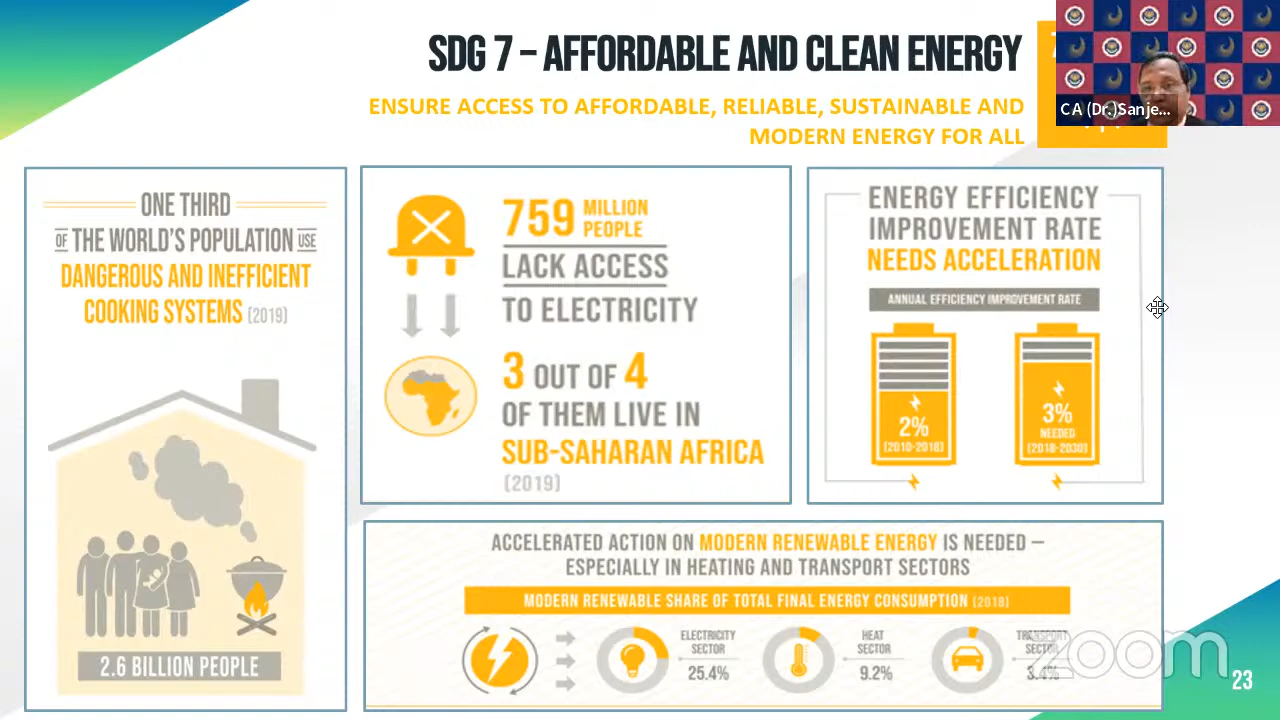 SDG 7 – AFFORDABLE AND CLEAN ENERGY
ENSURE ACCESS TO AFFORDABLE, RELIABLE, SUSTAINABLE AND
MODERN ENERGY FOR ALL
CA (Dr.)Sanje...
ONE THIRD
OF THE WORLD'S POPULATION USE
DANGEROUS AND INEFFICIENT
COOKING SYSTEMS (2019)
2.6 BILLION PEOPLE
759 MILLION
PEOPLE
LACK ACCESS
TO ELECTRICITY
3 OUT OF 4
OF THEM LIVE IN
SUB-SAHARAN AFRICA
(2019)
ENERGY EFFICIENCY
IMPROVEMENT RATE
NEEDS ACCELERATION
ANNUAL EFFICIENCY IMPROVEMENT RATE
2%
(2010-2018)
3%
NEEDED
(2018-2030)
ACCELERATED ACTION ON MODERN RENEWABLE ENERGY IS NEEDED –
ESPECIALLY IN HEATING AND TRANSPORT SECTORS
MODERN RENEWABLE SHARE OF TOTAL FINAL ENERGY CONSUMPTION (2018)
ELECTRICITY
SECTOR
25.4%
HEAT
SECTOR
9.2%
TRANSPORT
SECTOR
3.4%
zoom
23